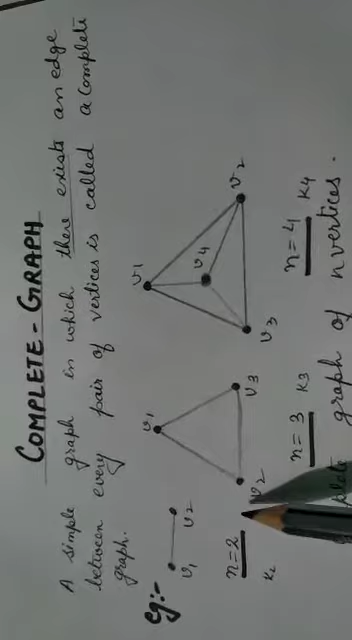 COMPLETE-GRAPH
A simple graph in which there exists an edge
between every pair of vertices is called a complete
graph.
eg:-
v1 v2
n=2
K2
v1
v2 v3
n=3 K3
v1
v4
v3 v2
n=4 K4
graph of n vertices.